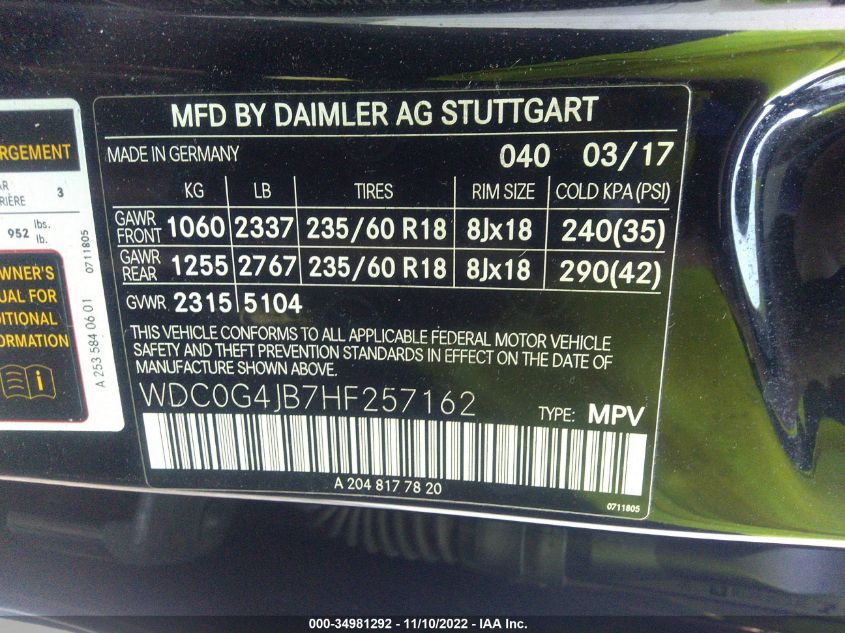 RGEMENT
3
RIÈRE
952 lbs.
lb.
0711805
OWNER'S
UAL FOR
DITIONAL
ORMATION
A 253 584 06 01
MFD BY DAIMLER AG STUTTGART
MADE IN GERMANY 040 03/17
KG LB TIRES RIM SIZE COLD KPA (PSI)
GAWR FRONT 1060 2337 235/60 R18 8Jx18 240(35)
GAWR REAR 1255 2767 235/60 R18 8Jx18 290(42)
GVWR 2315 5104
THIS VEHICLE CONFORMS TO ALL APPLICABLE FEDERAL MOTOR VEHICLE
SAFETY AND THEFT PREVENTION STANDARDS IN EFFECT ON THE DATE OF
MANUFACTURE SHOWN ABOVE.
WDC0G4JB7HF257162 TYPE: MPV
A 204 817 78 20
0711805
000-34981292 - 11/10/2022 - IAA Inc.